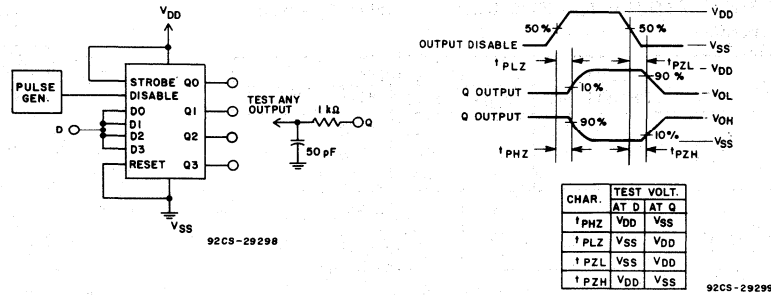 VDD
PULSE
GEN.
STROBE Q0
DISABLE
D0 Q1
D D1
D2 Q2
D3
RESET Q3
VSS
TEST ANY
OUTPUT
1 kΩ
Q
50 pF
92CS-29298
VDD
50% 50%
OUTPUT DISABLE VSS
tPLZ tPZL VDD
90%
Q OUTPUT 10% VOL
Q OUTPUT 90% VOH
10% VSS
tPHZ tPZH
CHAR. TEST VOLT.
AT D AT Q
tPHZ VDD VSS
tPLZ VSS VDD
tPZL VSS VDD
tPZH VDD VSS
92CS-29299